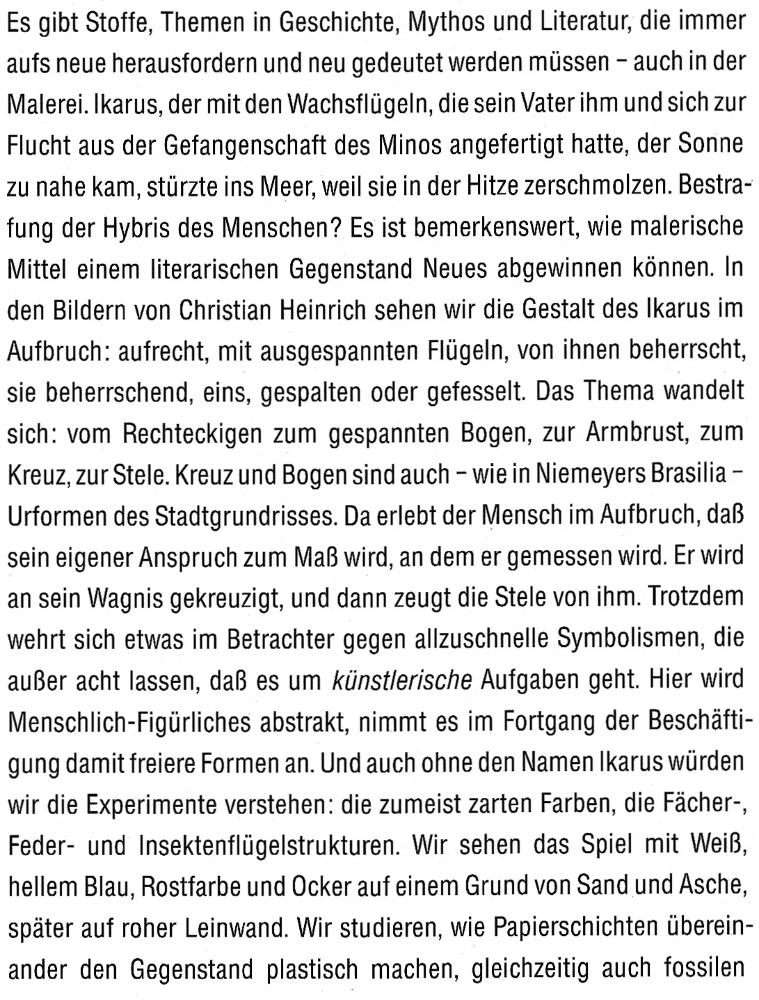 Es gibt Stoffe, Themen in Geschichte, Mythos und Literatur, die immer
aufs neue herausfordern und neu gedeutet werden müssen – auch in der
Malerei. Ikarus, der mit den Wachsflügeln, die sein Vater ihm und sich zur
Flucht aus der Gefangenschaft des Minos angefertigt hatte, der Sonne
zu nahe kam, stürzte ins Meer, weil sie in der Hitze zerschmolzen. Bestra-
fung der Hybris des Menschen? Es ist bemerkenswert, wie malerische
Mittel einem literarischen Gegenstand Neues abgewinnen können. In
den Bildern von Christian Heinrich sehen wir die Gestalt des Ikarus im
Aufbruch: aufrecht, mit ausgespannten Flügeln, von ihnen beherrscht,
sie beherrschend, eins, gespalten oder gefesselt. Das Thema wandelt
sich: vom Rechteckigen zum gespannten Bogen, zur Armbrust, zum
Kreuz, zur Stele. Kreuz und Bogen sind auch – wie in Niemeyers Brasilia –
Urformen des Stadtgrundrisses. Da erlebt der Mensch im Aufbruch, daß
sein eigener Anspruch zum Maß wird, an dem er gemessen wird. Er wird
an sein Wagnis gekreuzigt, und dann zeugt die Stele von ihm. Trotzdem
wehrt sich etwas im Betrachter gegen allzuschnelle Symbolismen, die
außer acht lassen, daß es um künstlerische Aufgaben geht. Hier wird
Menschlich-Figürliches abstrakt, nimmt es im Fortgang der Beschäfti-
gung damit freiere Formen an. Und auch ohne den Namen Ikarus würden
wir die Experimente verstehen: die zumeist zarten Farben, die Fächer-,
Feder- und Insektenflügelstrukturen. Wir sehen das Spiel mit Weiß,
hellem Blau, Rostfarbe und Ocker auf einem Grund von Sand und Asche,
später auf roher Leinwand. Wir studieren, wie Papierschichten überein-
ander den Gegenstand plastisch machen, gleichzeitig auch fossilen